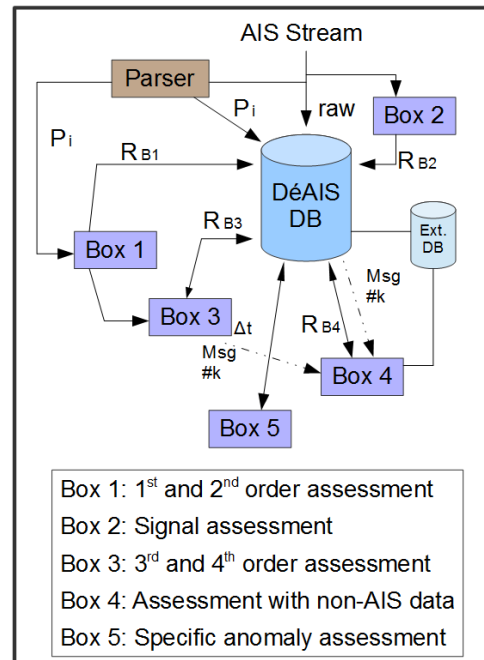 AIS Stream
Parser
Pi
raw
Box 2
Pi
RB1
RB2
DéAIS
DB
RB3
Ext.
DB
Box 1
Msg
#k
Box 3
Δt
RB4
Msg
#k
Box 4
Box 5
Box 1: 1st and 2nd order assessment
Box 2: Signal assessment
Box 3: 3rd and 4th order assessment
Box 4: Assessment with non-AIS data
Box 5: Specific anomaly assessment